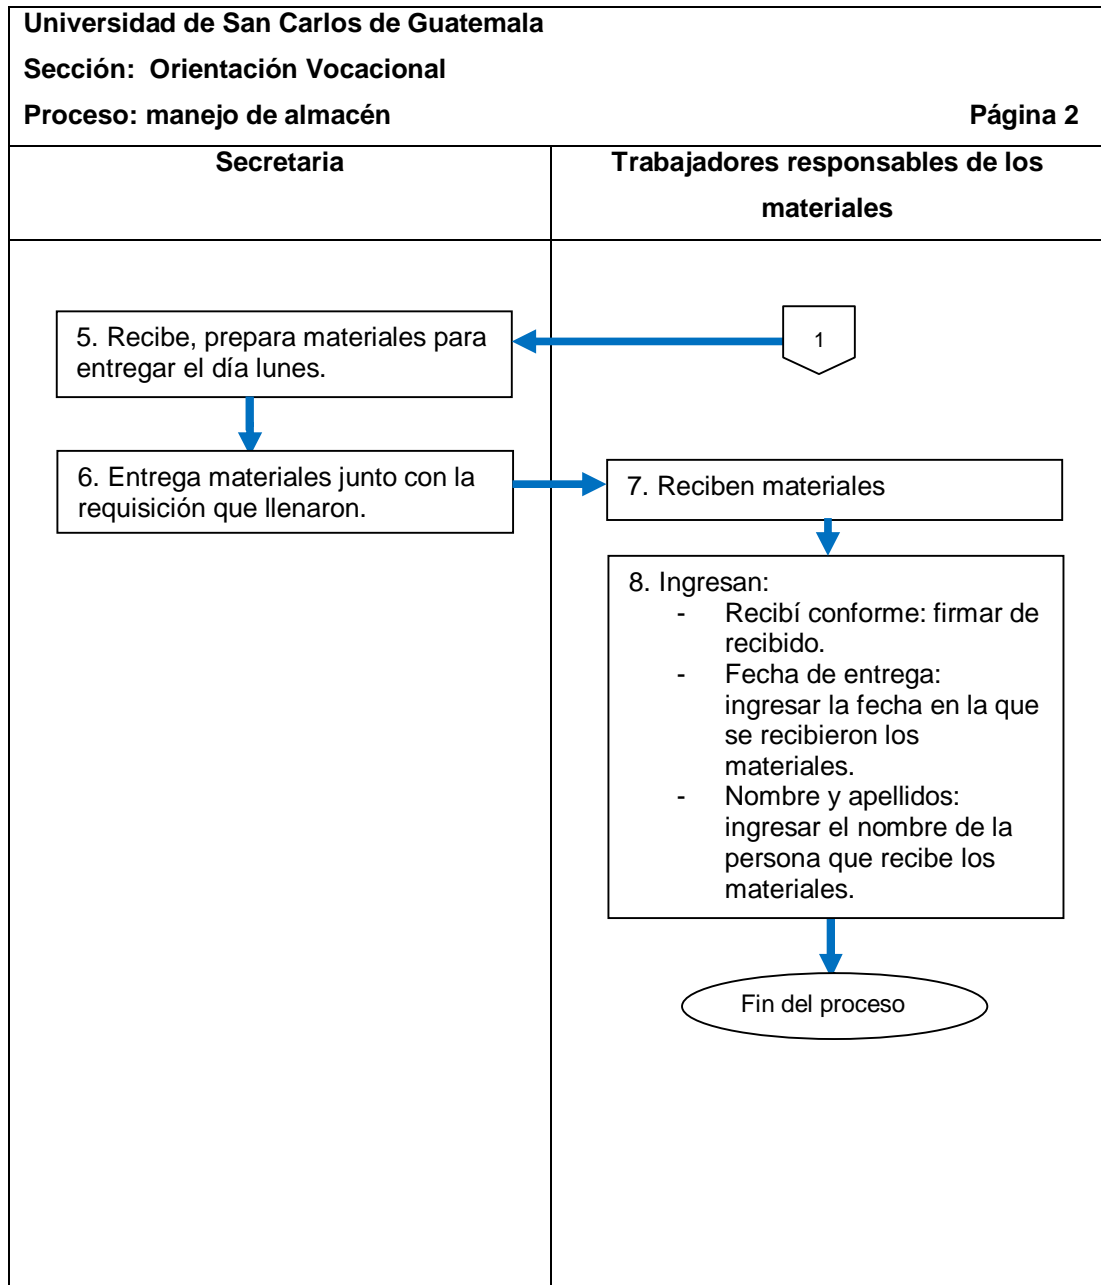 Universidad de San Carlos de Guatemala
Sección:  Orientación Vocacional
Proceso: manejo de almacén Página 2
Secretaria
Trabajadores responsables de los
materiales
1
5. Recibe, prepara materiales para
entregar el día lunes.
6. Entrega materiales junto con la
requisición que llenaron.
7. Reciben materiales
8. Ingresan:
- Recibí conforme: firmar de
recibido.
- Fecha de entrega:
ingresar la fecha en la que
se recibieron los
materiales.
- Nombre y apellidos:
ingresar el nombre de la
persona que recibe los
materiales.
Fin del proceso